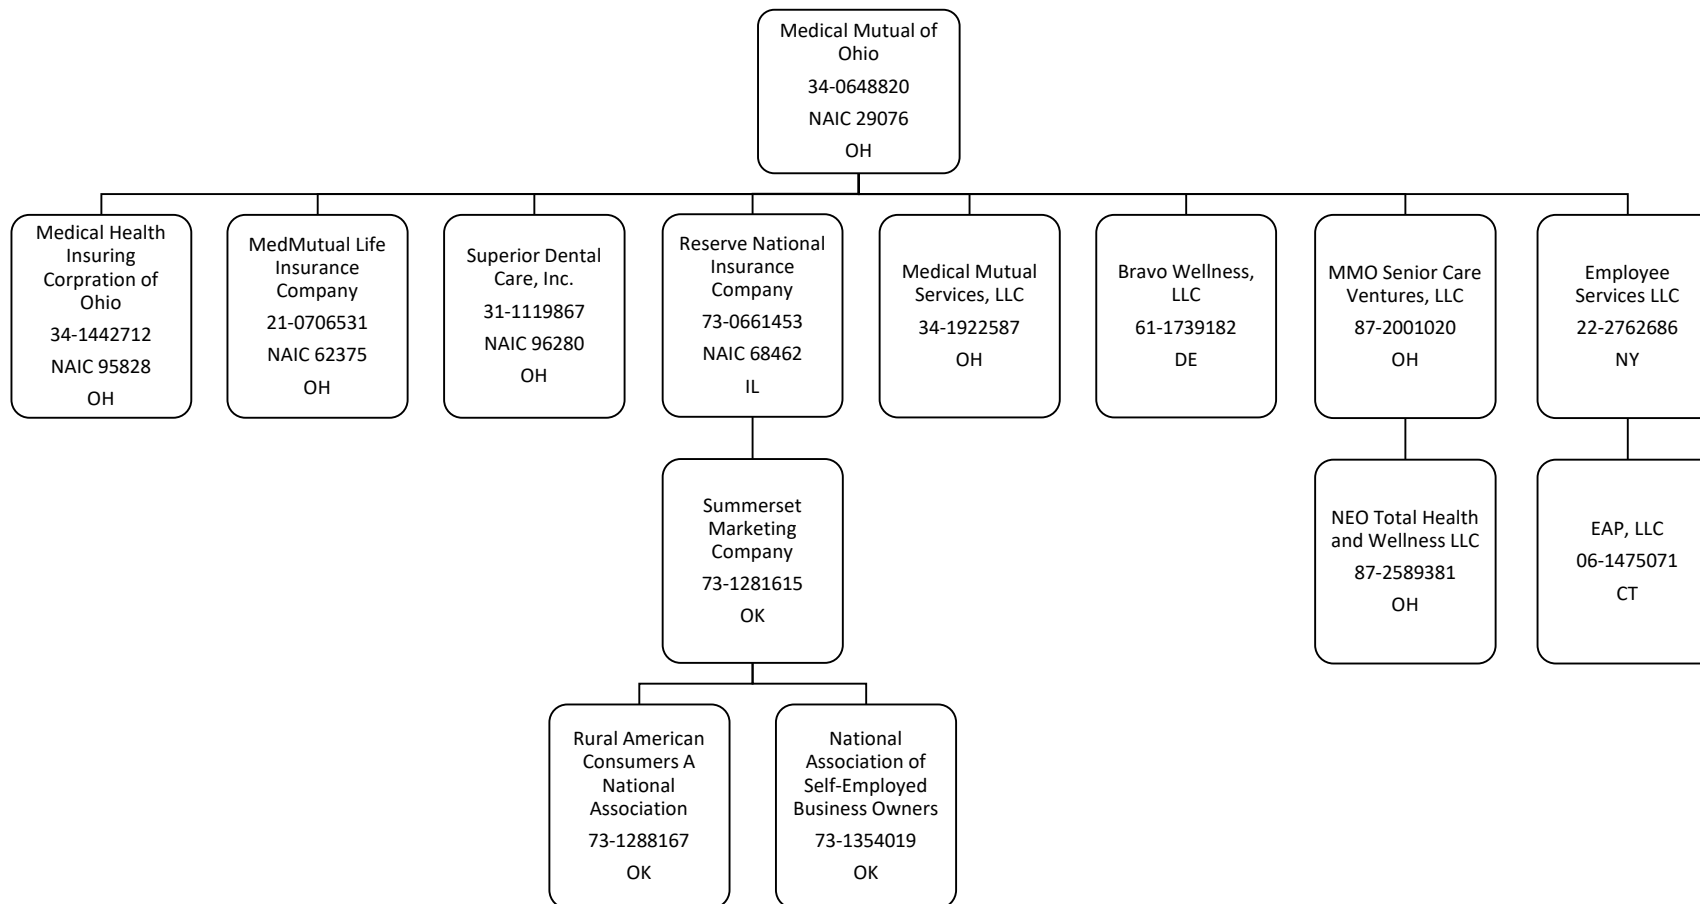 Medical Mutual of
Ohio
34-0648820
NAIC 29076
OH
Medical Health
Insuring
Corpration of
Ohio
34-1442712
NAIC 95828
OH
MedMutual Life
Insurance
Company
21-0706531
NAIC 62375
OH
Superior Dental
Care, Inc.
31-1119867
NAIC 96280
OH
Reserve National
Insurance
Company
73-0661453
NAIC 68462
IL
Medical Mutual
Services, LLC
34-1922587
OH
Bravo Wellness,
LLC
61-1739182
DE
MMO Senior Care
Ventures, LLC
87-2001020
OH
Employee
Services LLC
22-2762686
NY
Summerset
Marketing
Company
73-1281615
OK
NEO Total Health
and Wellness LLC
87-2589381
OH
EAP, LLC
06-1475071
CT
Rural American
Consumers A
National
Association
73-1288167
OK
National
Association of
Self-Employed
Business Owners
73-1354019
OK